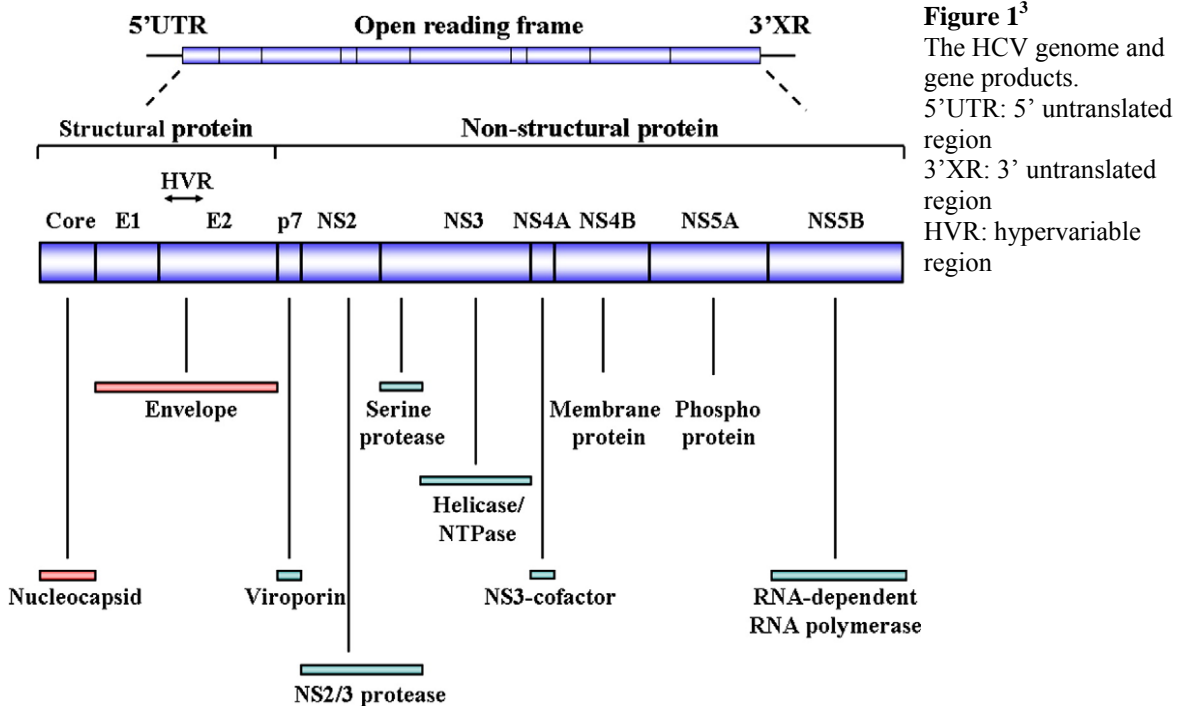 5'UTR Open reading frame 3'XR
Structural protein Non-structural protein
HVR
Core E1 E2 p7 NS2 NS3 NS4A NS4B NS5A NS5B
Envelope
Serine
protease
Membrane
protein
Phospho
protein
Helicase/
NTPase
Nucleocapsid
Viroporin
NS3-cofactor
RNA-dependent
RNA polymerase
NS2/3 protease
Figure 1³
The HCV genome and
gene products.
5'UTR: 5' untranslated
region
3'XR: 3' untranslated
region
HVR: hypervariable
region